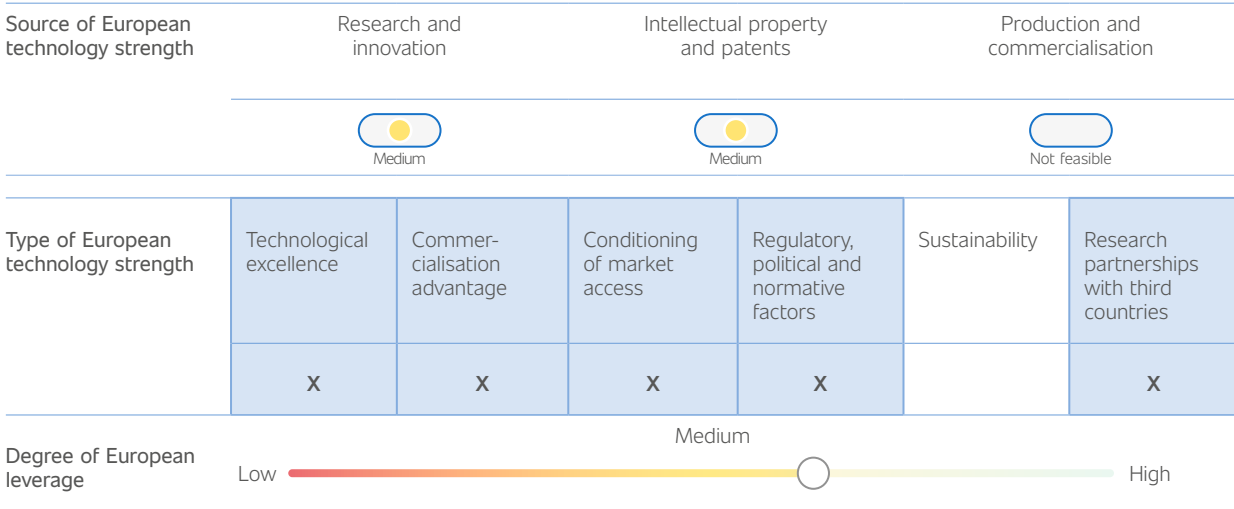 Source of European
technology strength
Research and
innovation
Intellectual property
and patents
Production and
commercialisation
Medium
Medium
Not feasible
Type of European
technology strength
Technological
excellence
Commer-
cialisation
advantage
Conditioning
of market
access
Regulatory,
political and
normative
factors
Sustainability
Research
partnerships
with third
countries
X
X
X
X
X
Degree of European
leverage
Medium
Low
High